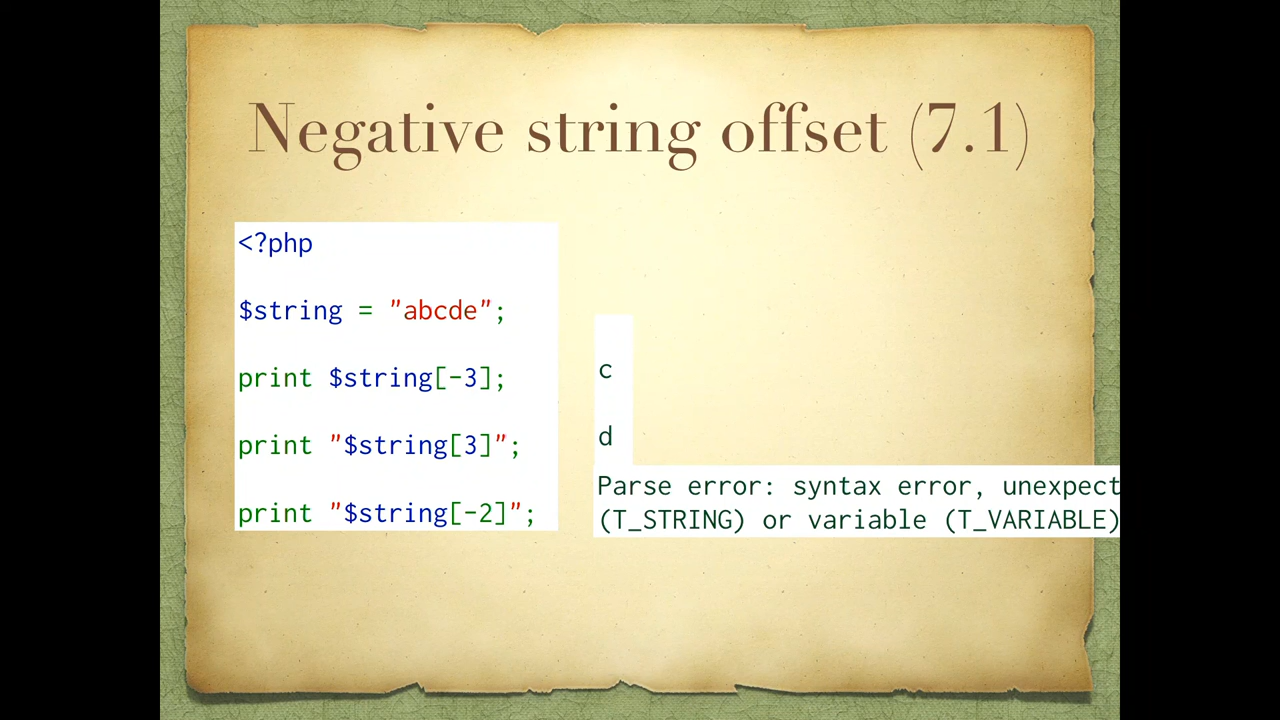 Negative string offset (7.1)
<?php
$string = "abcde";
print $string[-3];
print "$string[3]";
print "$string[-2]";
c
d
Parse error: syntax error, unexpect
(T_STRING) or variable (T_VARIABLE)